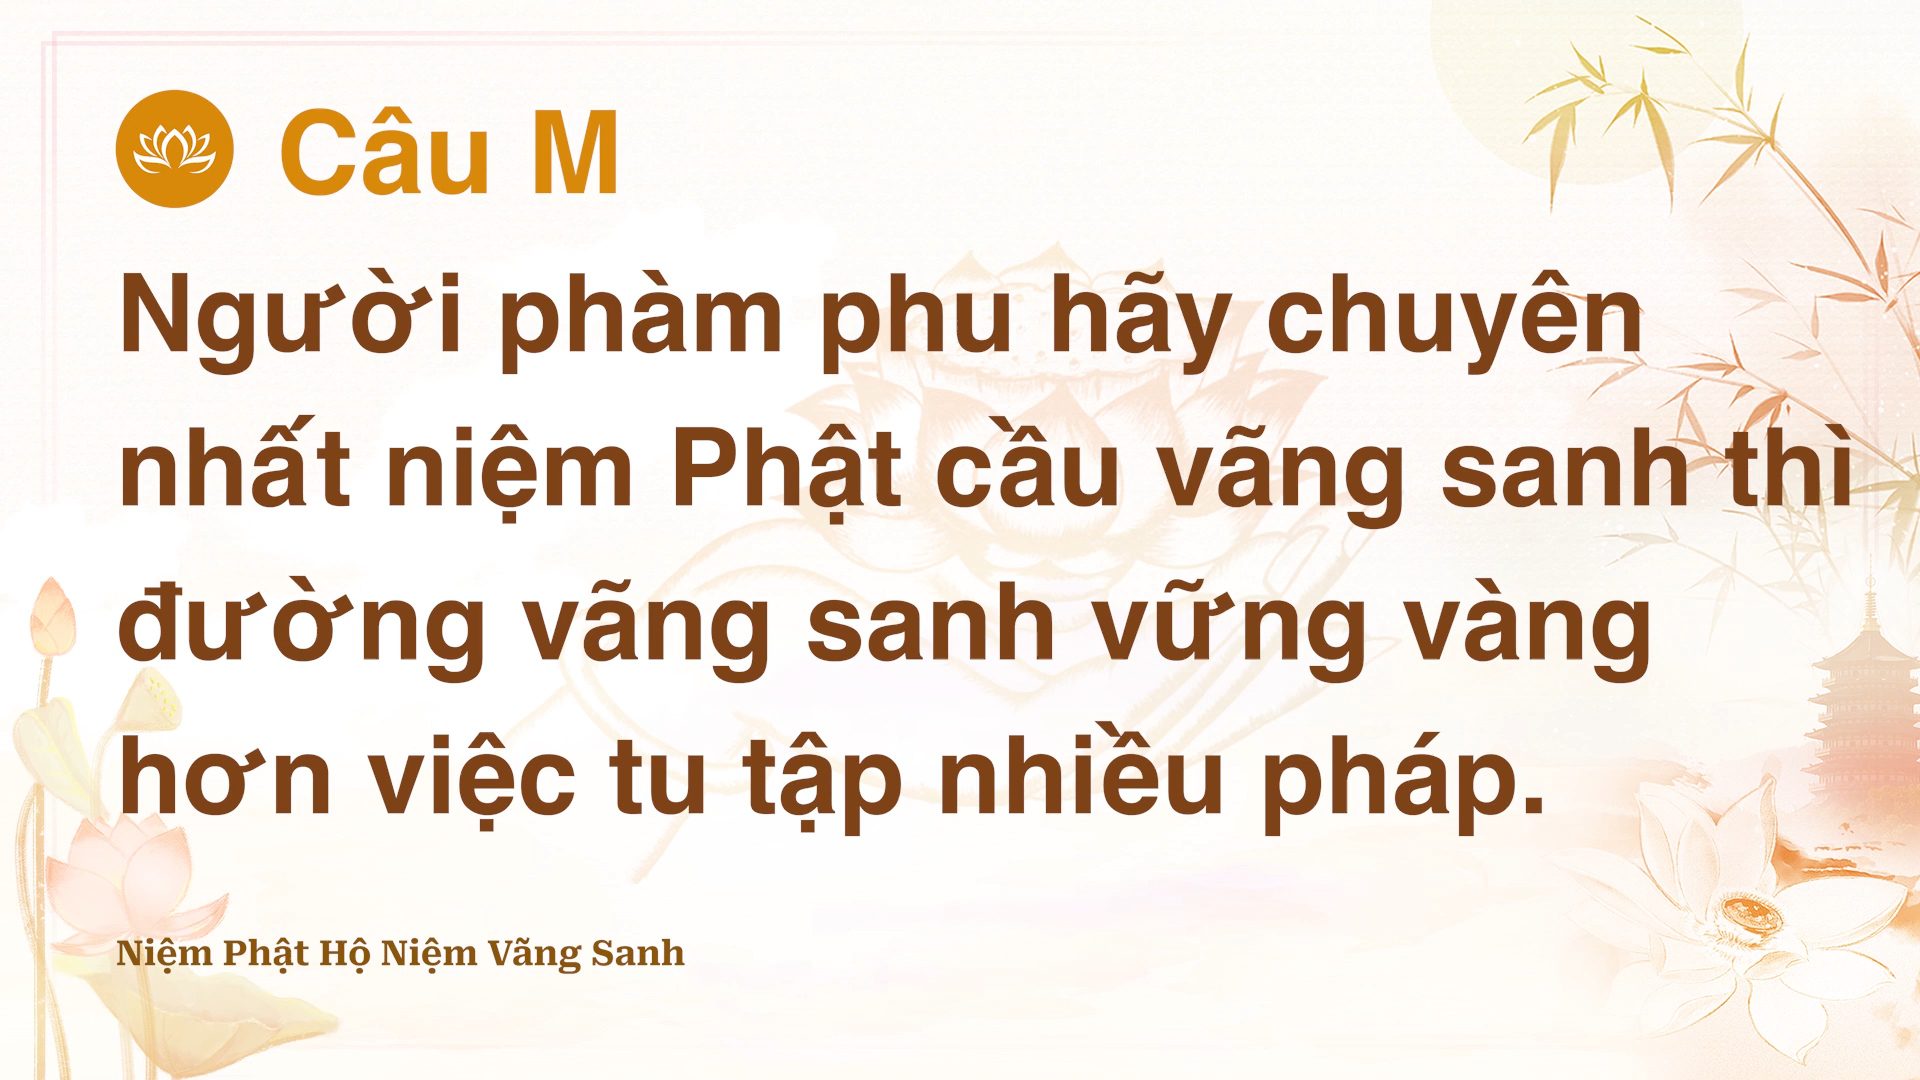 Câu M
Người phàm phu hãy chuyên
nhất niệm Phật cầu vãng sanh thì
đường vãng sanh vững vàng
hơn việc tu tập nhiều pháp.
Niệm Phật Hộ Niệm Vãng Sanh